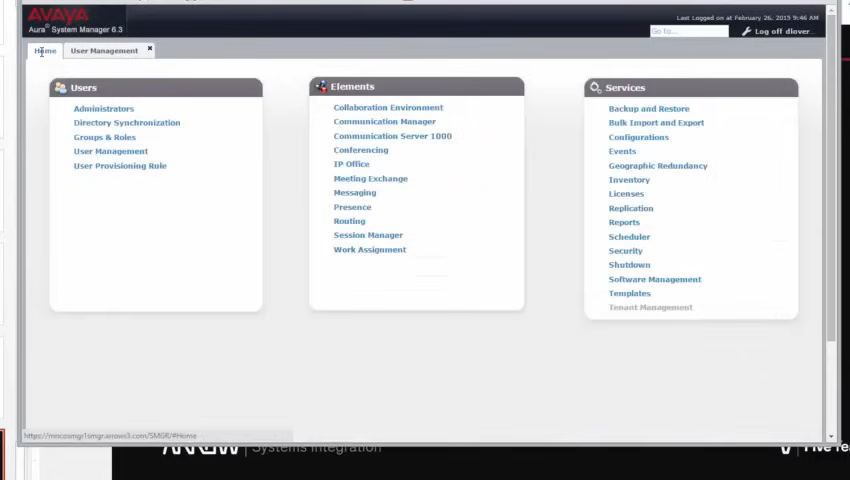 AVAYA
Aura® System Manager 6.3
Last Logged on at February 26, 2015 9:46 AM
Go to...
Log off dlover...
Home
User Management
Users
Administrators
Directory Synchronization
Groups & Roles
User Management
User Provisioning Rule
Elements
Collaboration Environment
Communication Manager
Communication Server 1000
Conferencing
IP Office
Meeting Exchange
Messaging
Presence
Routing
Session Manager
Work Assignment
Services
Backup and Restore
Bulk Import and Export
Configurations
Events
Geographic Redundancy
Inventory
Licenses
Replication
Reports
Scheduler
Security
Shutdown
Software Management
Templates
Tenant Management
Systems Integration